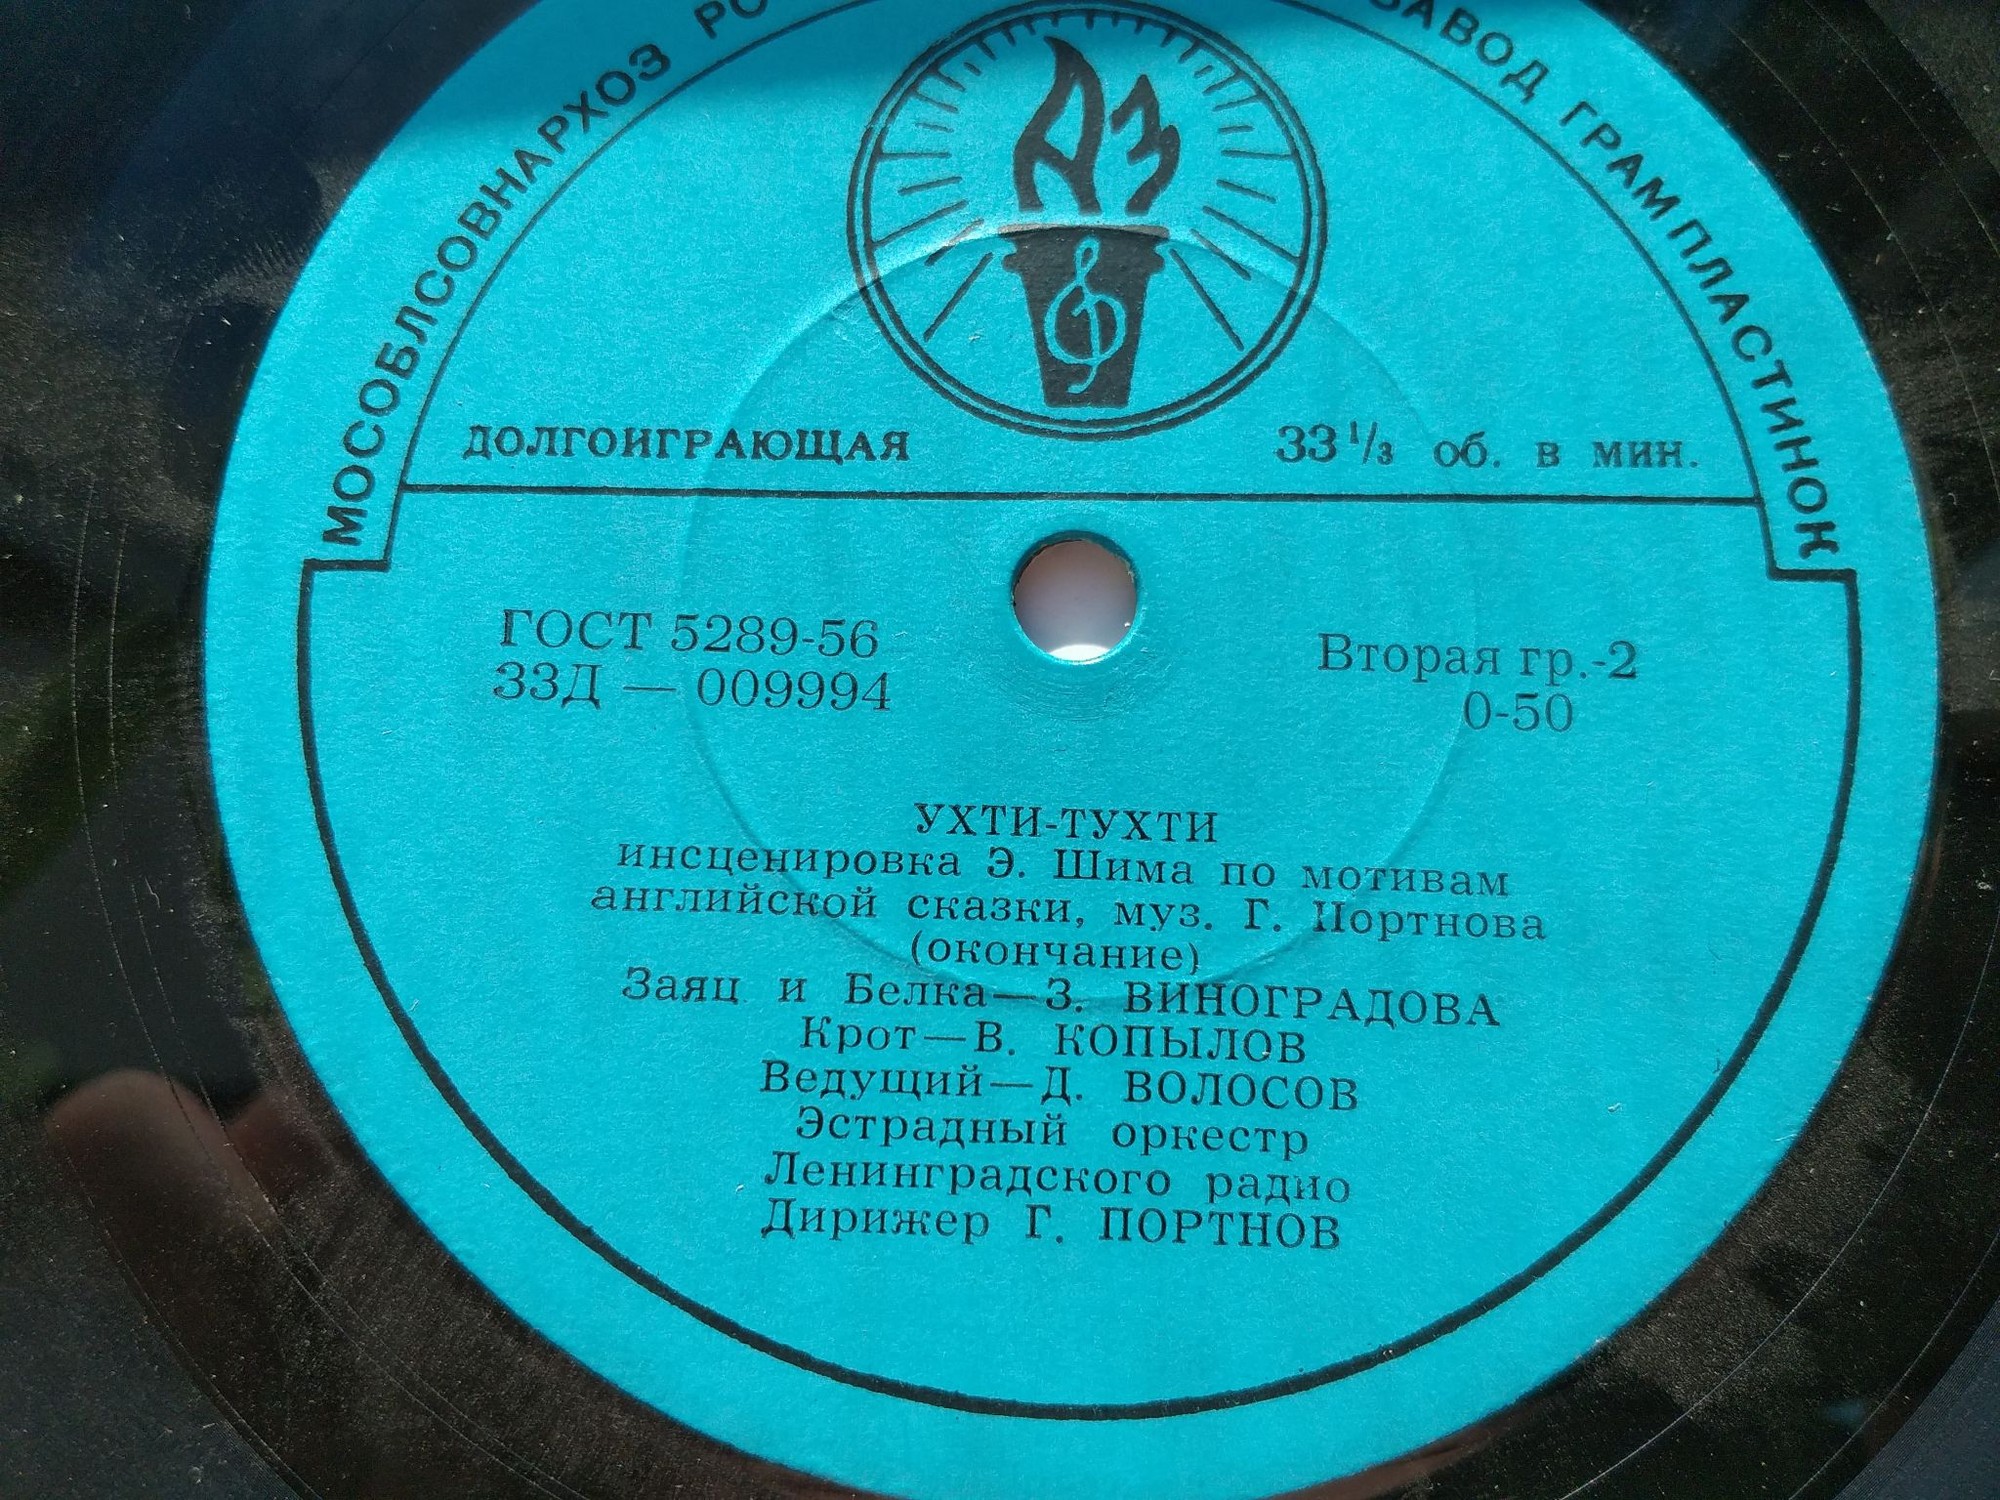 МОСОБЛСОВНАРХОЗ
ЗАВОД ГРАМПЛАСТИНОК
АЗ
ДОЛГОИГРАЮЩАЯ
33 1/3 об. в мин.
ГОСТ 5289-56
33Д — 009994
Вторая гр.-2
0-50
УХТИ-ТУХТИ
инсценировка Э. Шима по мотивам
английской сказки, муз. Г. Портнова
(окончание)
Заяц и Белка—З. ВИНОГРАДОВА
Крот—В. КОПЫЛОВ
Ведущий—Д. ВОЛОСОВ
Эстрадный оркестр
Ленинградского радио
Дирижер Г. ПОРТНОВ